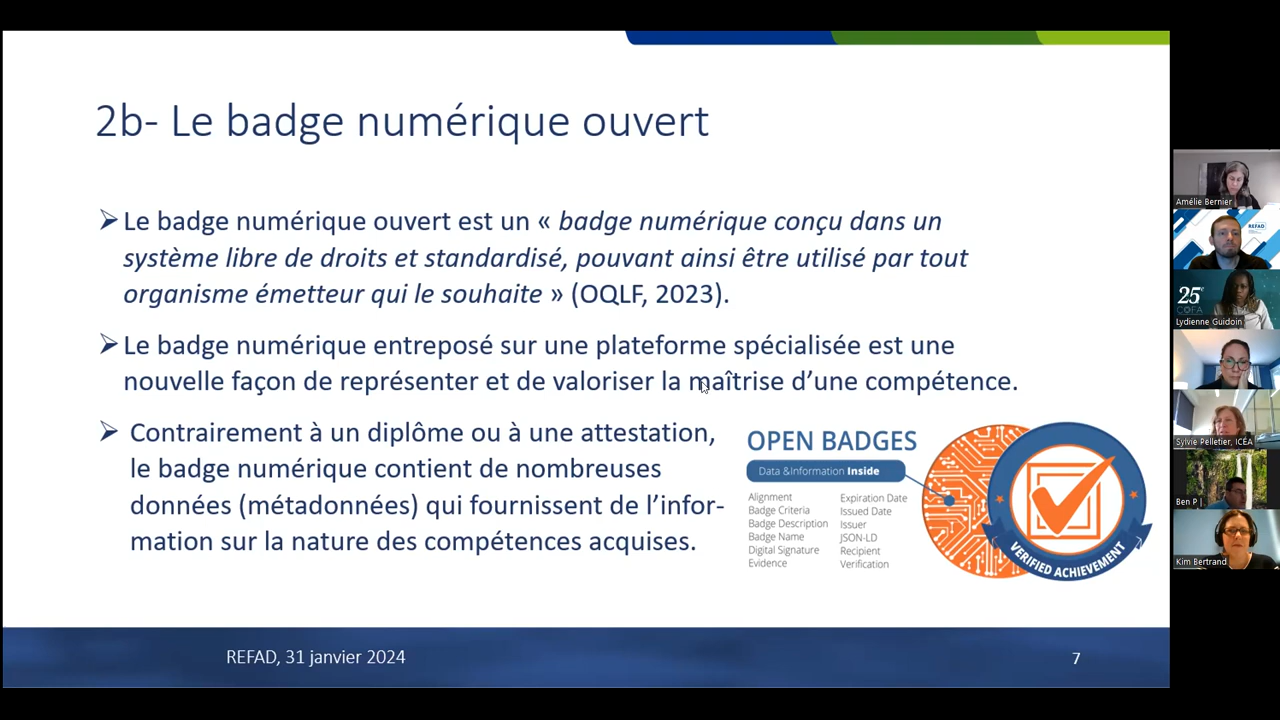 2b- Le badge numérique ouvert
➢ Le badge numérique ouvert est un « badge numérique conçu dans un
système libre de droits et standardisé, pouvant ainsi être utilisé par tout
organisme émetteur qui le souhaite » (OQLF, 2023).
➢ Le badge numérique entreposé sur une plateforme spécialisée est une
nouvelle façon de représenter et de valoriser la maîtrise d’une compétence.
➢ Contrairement à un diplôme ou à une attestation,
le badge numérique contient de nombreuses
données (métadonnées) qui fournissent de l’infor-
mation sur la nature des compétences acquises.
OPEN BADGES
Data &Information Inside
Alignment
Badge Criteria
Badge Description
Badge Name
Digital Signature
Evidence
Expiration Date
Issued Date
Issuer
JSON-LD
Recipient
Verification
VERIFIED ACHIEVEMENT
REFAD, 31 janvier 2024
7
Amélie Bernier
REFAD
25e
COFA
Lydienne Guidoin
Sylvie Pelletier, ICÉA
Ben P
Kim Bertrand